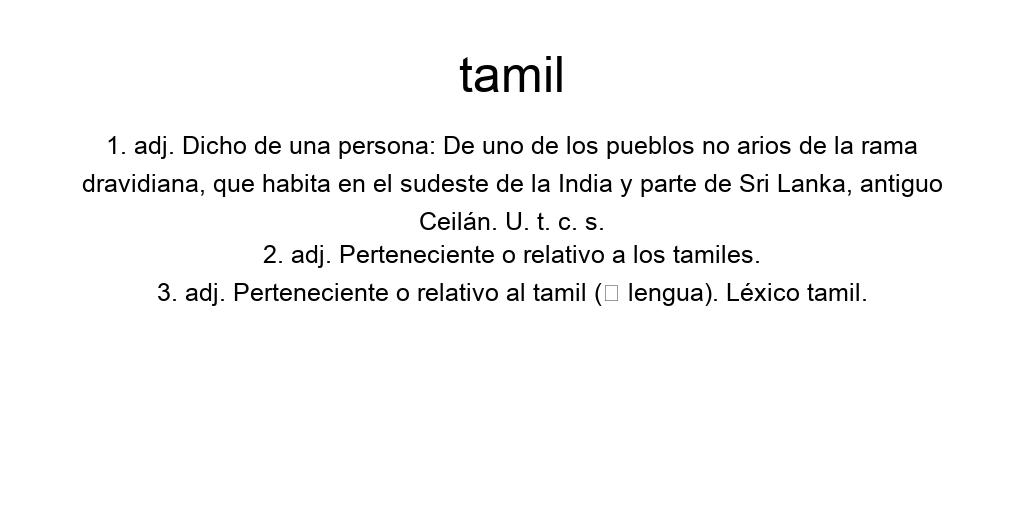 tamil
1. adj. Dicho de una persona: De uno de los pueblos no arios de la rama
dravidiana, que habita en el sudeste de la India y parte de Sri Lanka, antiguo
Ceilán. U. t. c. s.
2. adj. Perteneciente o relativo a los tamiles.
3. adj. Perteneciente o relativo al tamil (□ lengua). Léxico tamil.